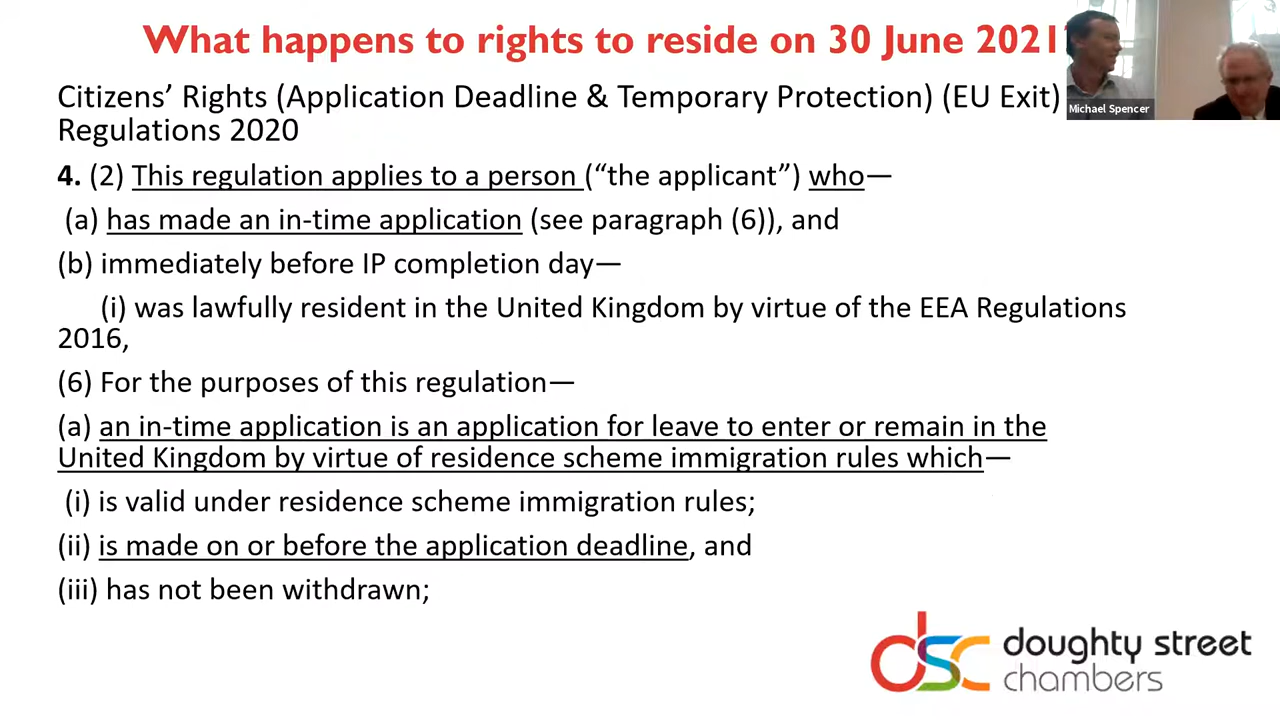 What happens to rights to reside on 30 June 2021?
Michael Spencer
Citizens’ Rights (Application Deadline & Temporary Protection) (EU Exit)
Regulations 2020
4. (2) This regulation applies to a person (“the applicant”) who—
(a) has made an in-time application (see paragraph (6)), and
(b) immediately before IP completion day—
(i) was lawfully resident in the United Kingdom by virtue of the EEA Regulations
2016,
(6) For the purposes of this regulation—
(a) an in-time application is an application for leave to enter or remain in the
United Kingdom by virtue of residence scheme immigration rules which—
(i) is valid under residence scheme immigration rules;
(ii) is made on or before the application deadline, and
(iii) has not been withdrawn;
dsc doughty street
chambers